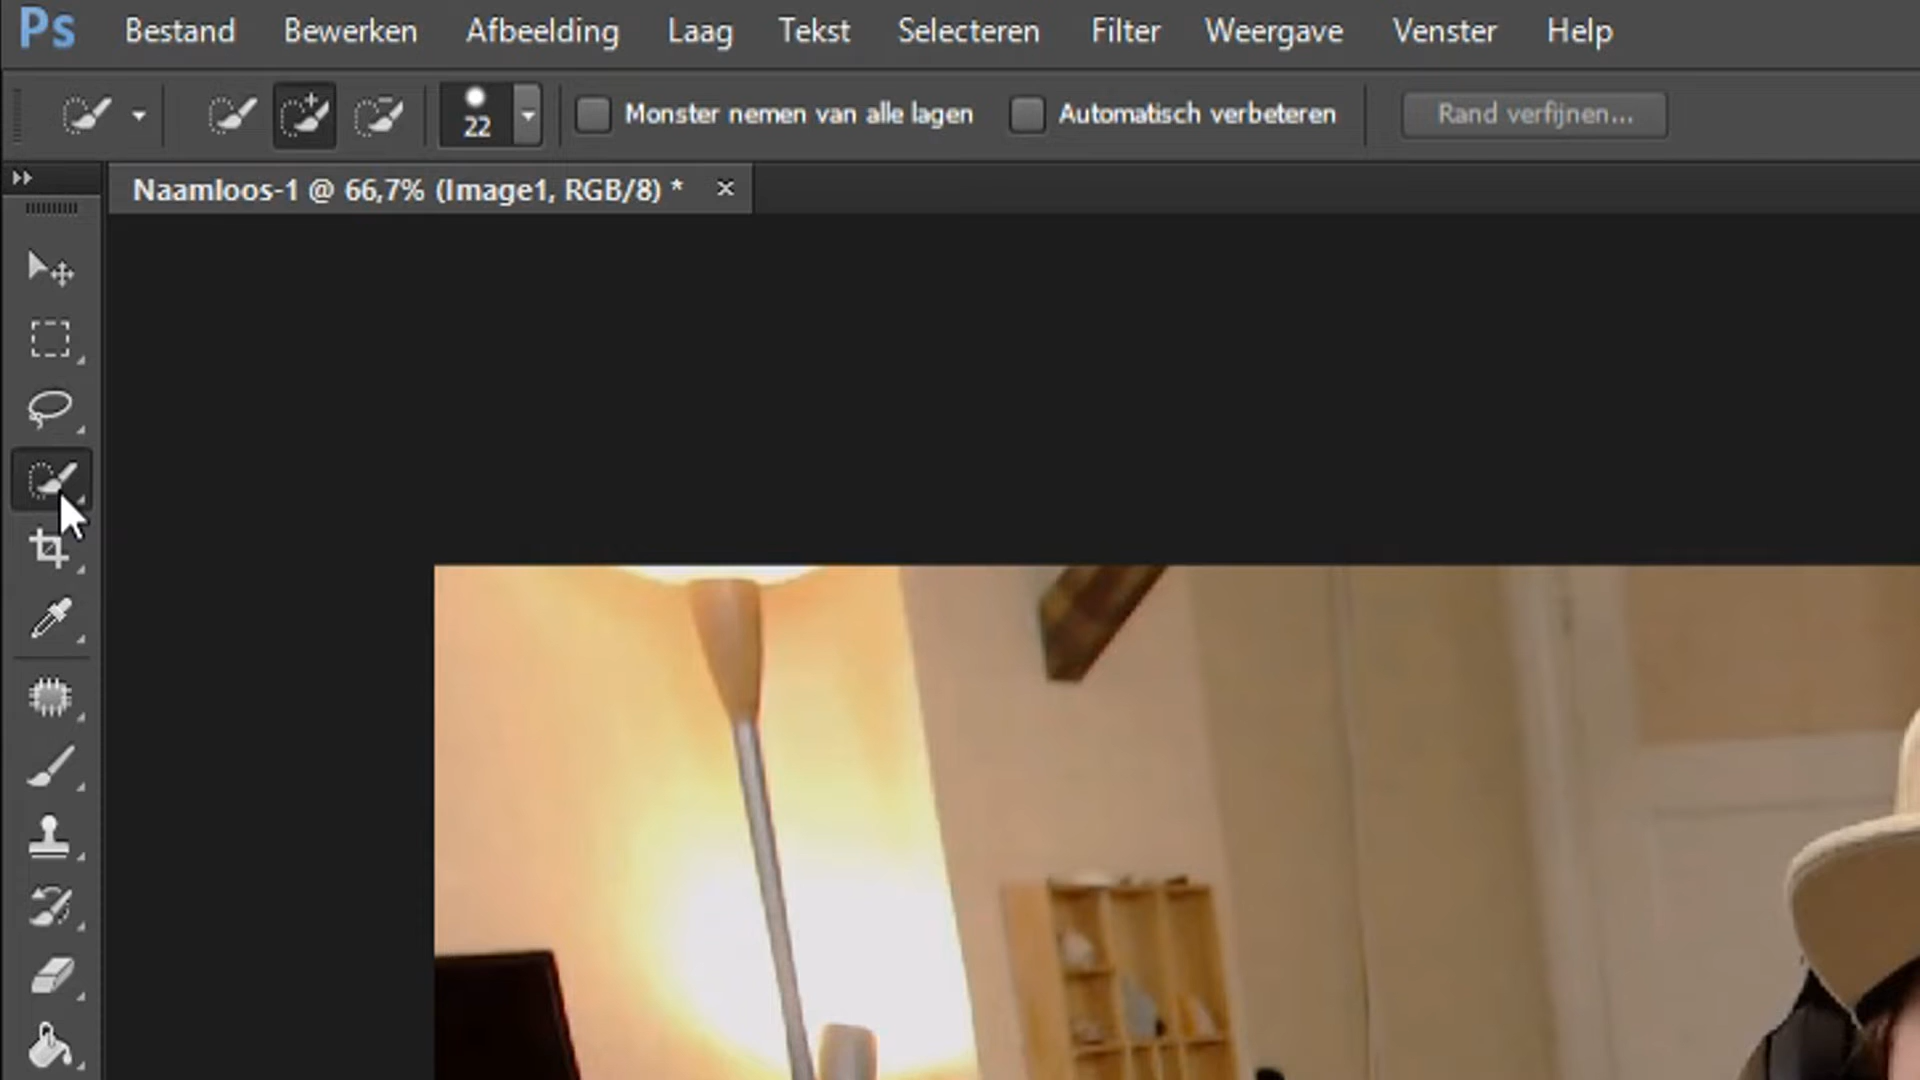 Ps Bestand Bewerken Afbeelding Laag Tekst Selecteren Filter Weergave Venster Help
22 Monster nemen van alle lagen Automatisch verbeteren Rand verfijnen...
Naamloos-1 @ 66,7% (Image1, RGB/8) * ×